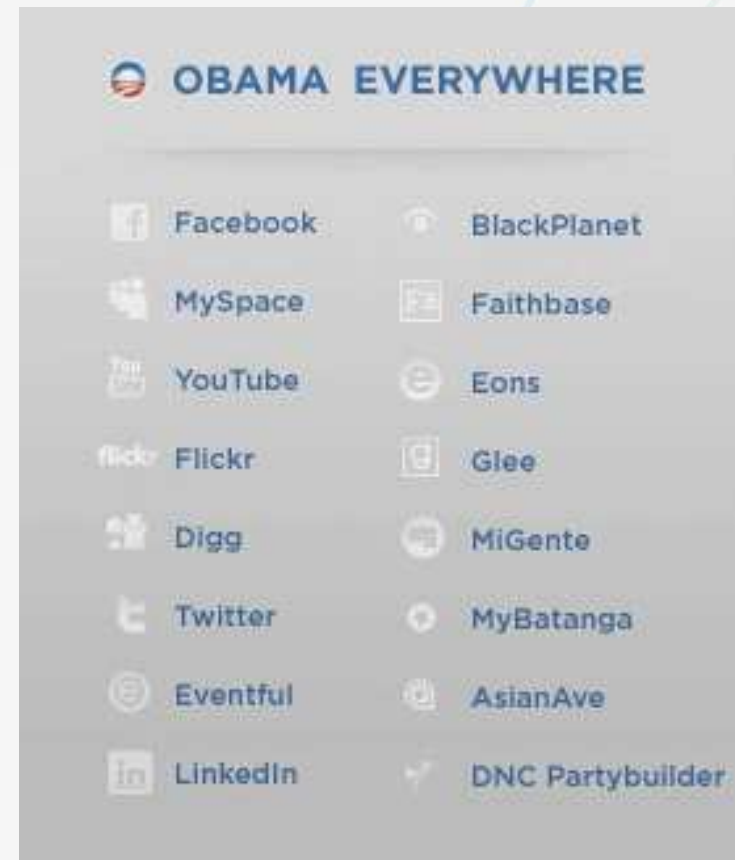 OBAMA EVERYWHERE
f Facebook
BlackPlanet
MySpace
Faithbase
You YouTube
e Eons
flickr Flickr
g Glee
Digg
MiGente
t Twitter
MyBatanga
Eventful
AsianAve
in LinkedIn
DNC Partybuilder